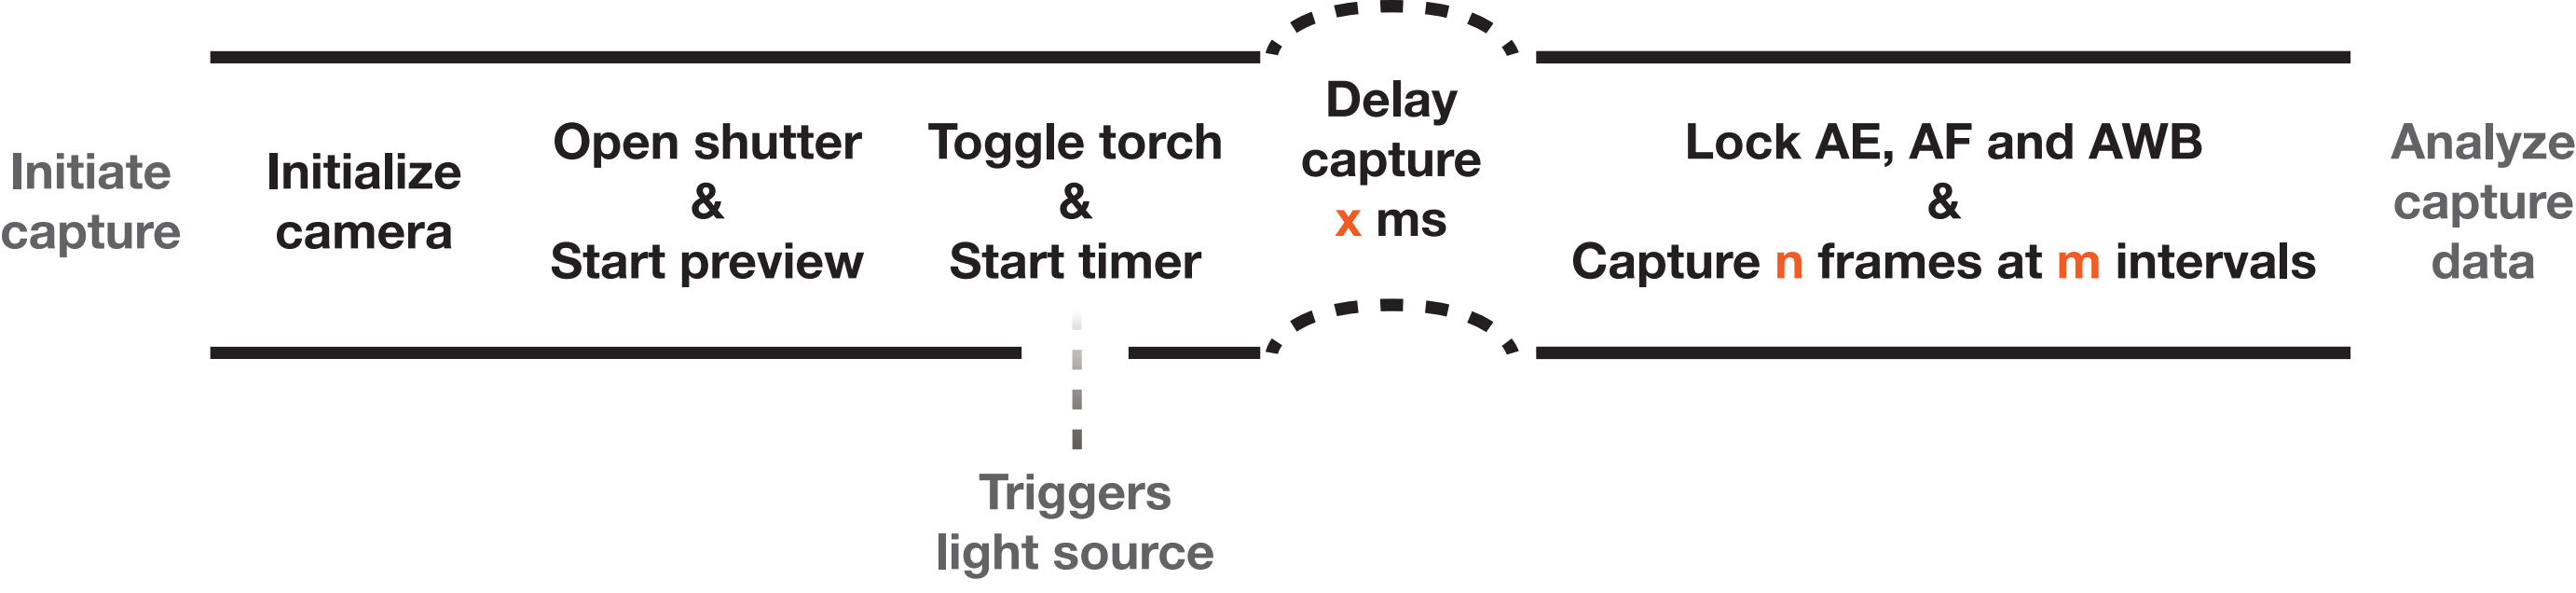 Initiate
capture
Initialize
camera
Open shutter
&
Start preview
Toggle torch
&
Start timer
Triggers
light source
Delay
capture
x ms
Lock AE, AF and AWB
&
Capture n frames at m intervals
Analyze
capture
data